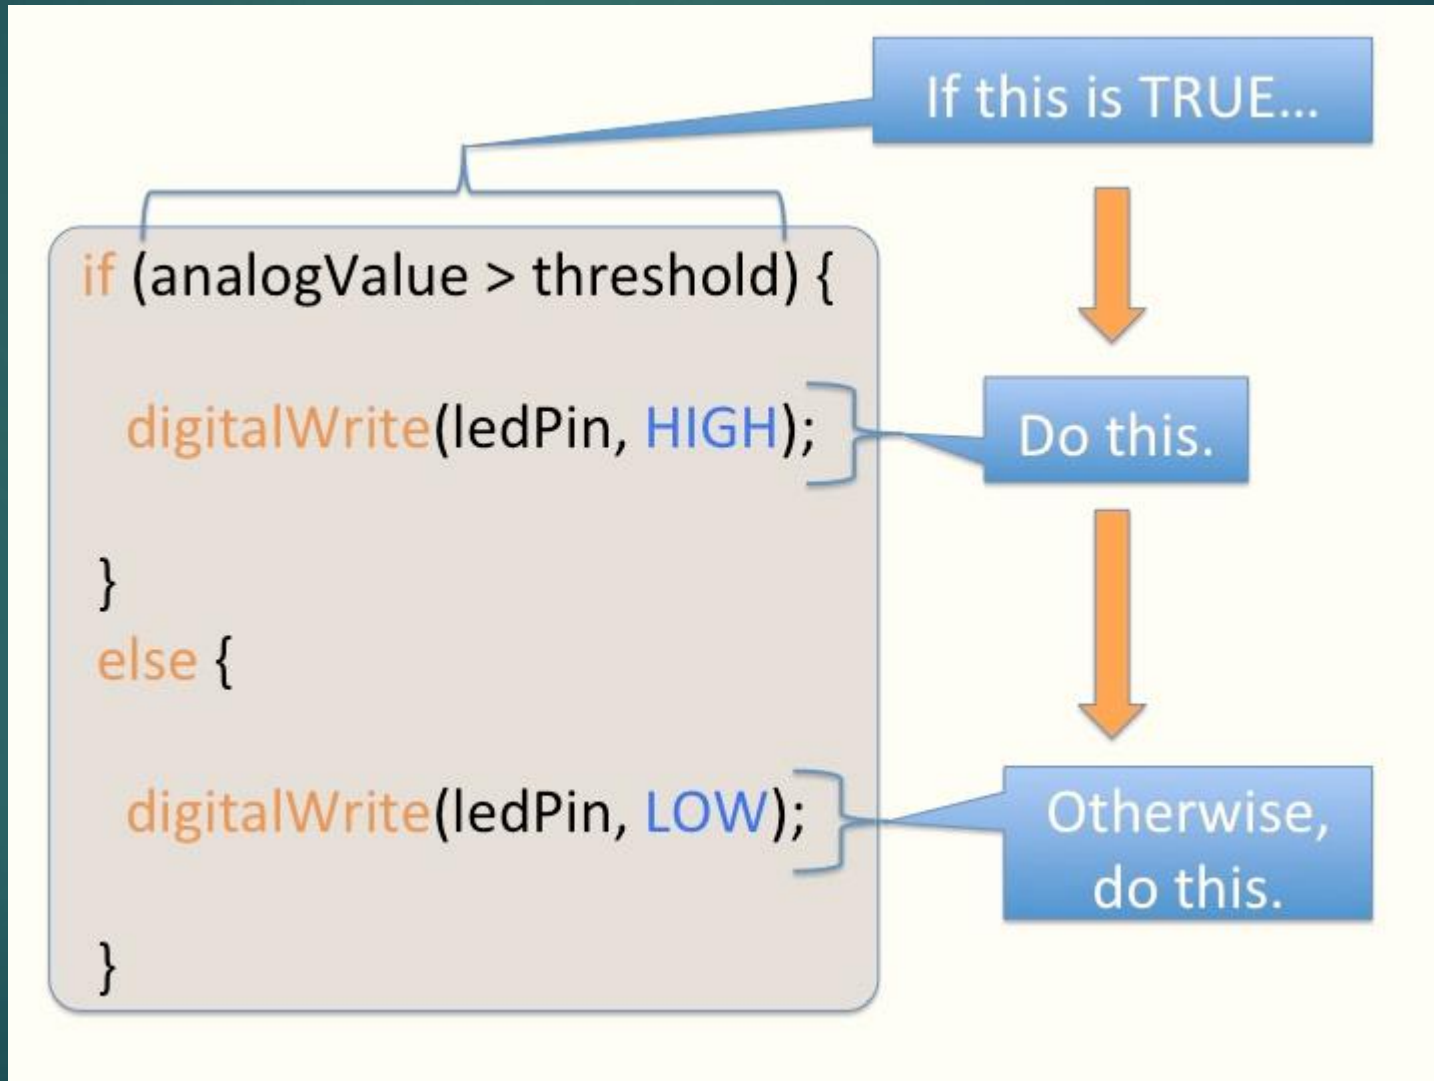 If this is TRUE...
if (analogValue > threshold) {
digitalWrite(ledPin, HIGH);
Do this.
}
else {
digitalWrite(ledPin, LOW);
Otherwise,
do this.
}